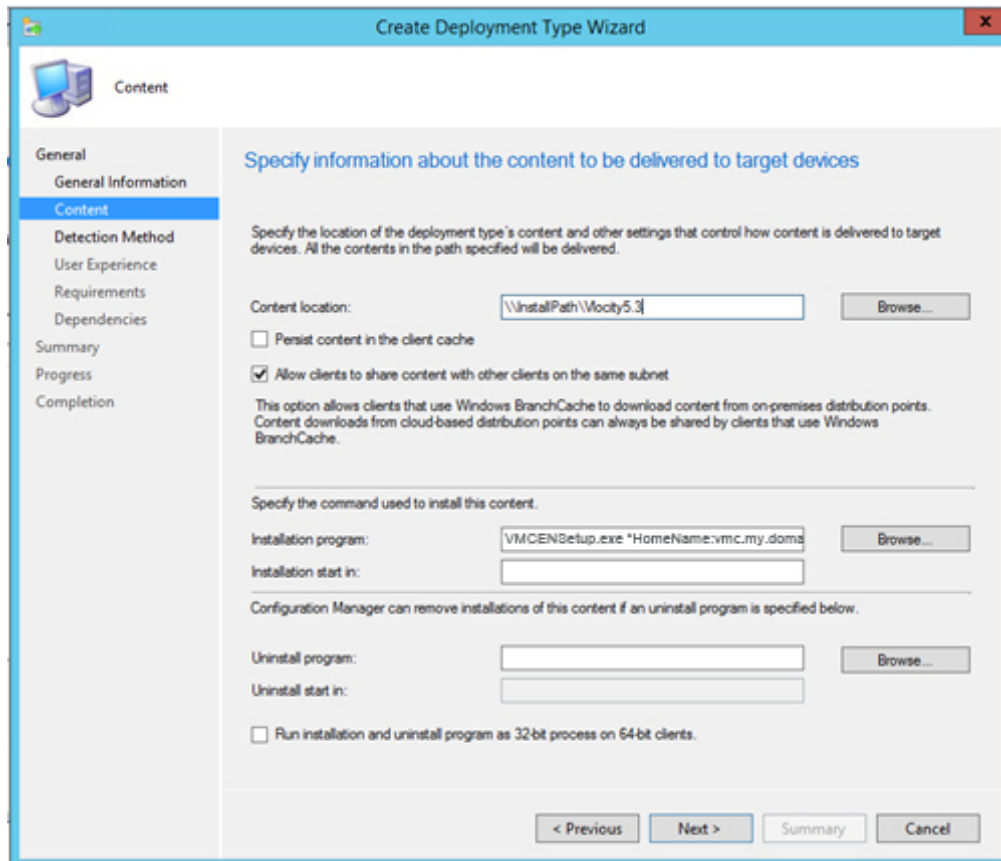 Create Deployment Type Wizard
x
Content
General
General Information
Content
Detection Method
User Experience
Requirements
Dependencies
Summary
Progress
Completion
Specify information about the content to be delivered to target devices
Specify the location of the deployment type's content and other settings that control how content is delivered to target
devices. All the contents in the path specified will be delivered.
Content location:
\\InstallPath\Vlocity5.3
Browse...
Persist content in the client cache
Allow clients to share content with other clients on the same subnet
This option allows clients that use Windows BranchCache to download content from on-premises distribution points.
Content downloads from cloud-based distribution points can always be shared by clients that use Windows
BranchCache.
Specify the command used to install this content.
Installation program:
VMCENSetup.exe "HomeName:vmc.my.doma
Browse...
Installation start in:
Configuration Manager can remove installations of this content if an uninstall program is specified below.
Uninstall program:
Browse...
Uninstall start in:
Run installation and uninstall program as 32-bit process on 64-bit clients.
< Previous
Next >
Summary
Cancel